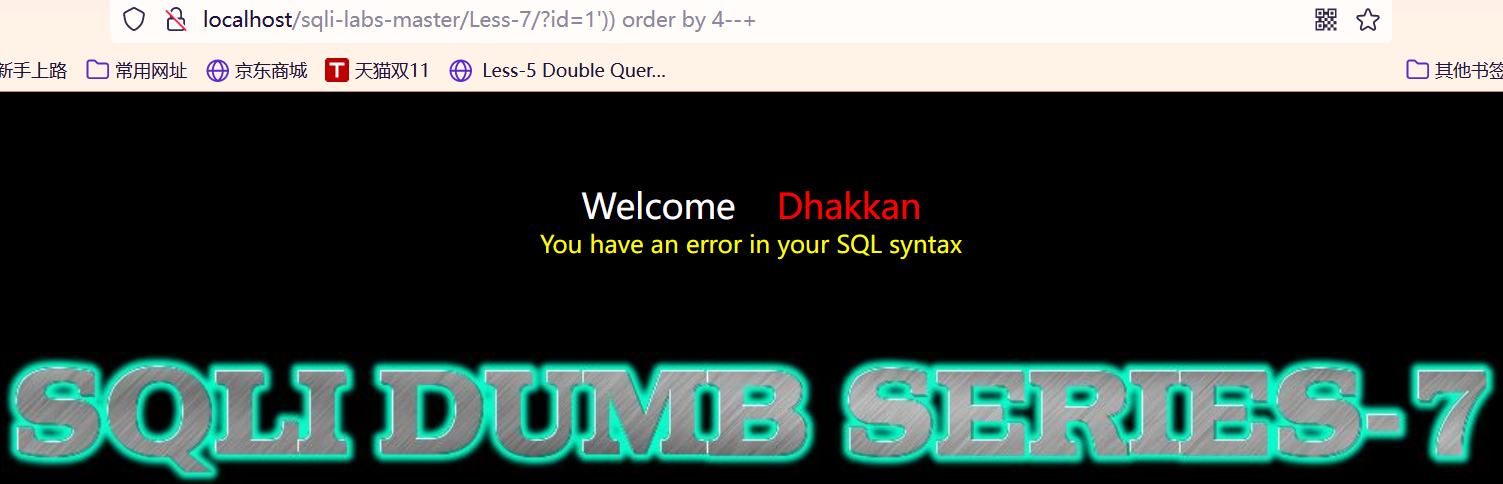 localhost/sqli-labs-master/Less-7/?id=1')) order by 4--+
新手上路 常用网址 京东商城 T 天猫双11 Less-5 Double Quer... 其他书签
Welcome Dhakkan
You have an error in your SQL syntax
SQLI DUMB SERIES-7